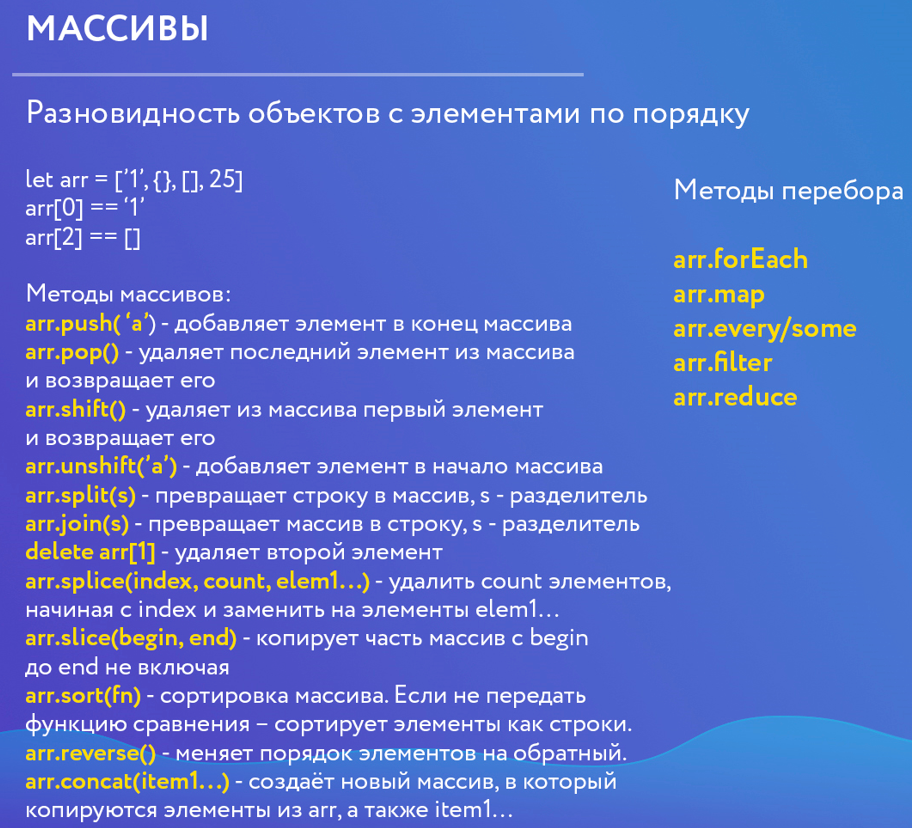 МАССИВЫ
Разновидность объектов с элементами по порядку
let arr = [’1’, {}, [], 25]
arr[0] == ‘1’
arr[2] == []
Методы массивов:
arr.push( ‘a’) - добавляет элемент в конец массива
arr.pop() - удаляет последний элемент из массива
и возвращает его
arr.shift() - удаляет из массива первый элемент
и возвращает его
arr.unshift(’a’) - добавляет элемент в начало массива
arr.split(s) - превращает строку в массив, s - разделитель
arr.join(s) - превращает массив в строку, s - разделитель
delete arr[1] - удаляет второй элемент
arr.splice(index, count, elem1...) - удалить count элементов,
начиная с index и заменить на элементы elem1...
arr.slice(begin, end) - копирует часть массив с begin
до end не включая
arr.sort(fn) - сортировка массива. Если не передать
функцию сравнения – сортирует элементы как строки.
arr.reverse() - меняет порядок элементов на обратный.
arr.concat(item1...) - создаёт новый массив, в который
копируются элементы из arr, а также item1...
Методы перебора
arr.forEach
arr.map
arr.every/some
arr.filter
arr.reduce